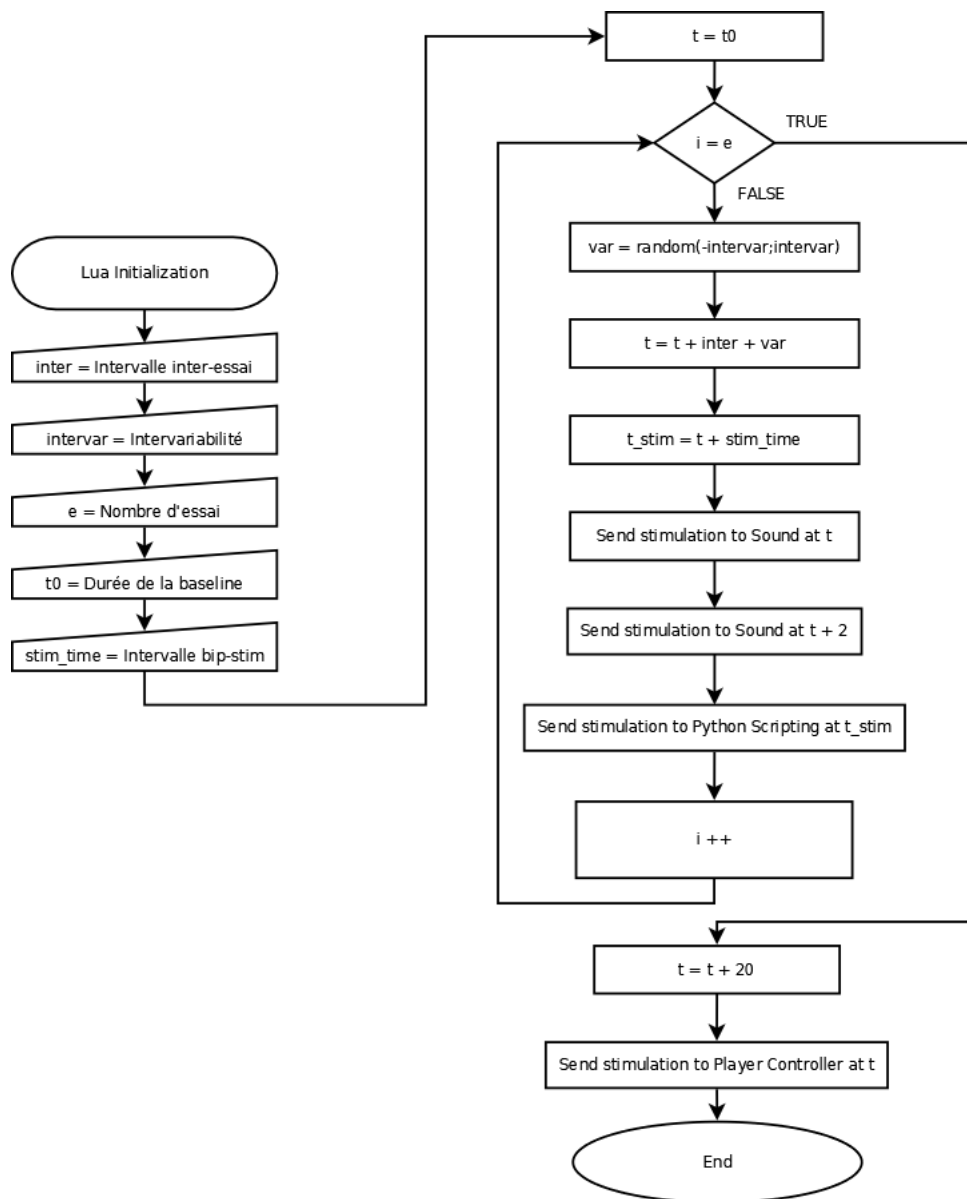 Lua Initialization
inter = Intervalle inter-essai
intervar = Intervariabilité
e = Nombre d'essai
t0 = Durée de la baseline
stim_time = Intervalle bip-stim
t = t0
i = e
TRUE
FALSE
var = random(-intervar;intervar)
t = t + inter + var
t_stim = t + stim_time
Send stimulation to Sound at t
Send stimulation to Sound at t + 2
Send stimulation to Python Scripting at t_stim
i ++
t = t + 20
Send stimulation to Player Controller at t
End